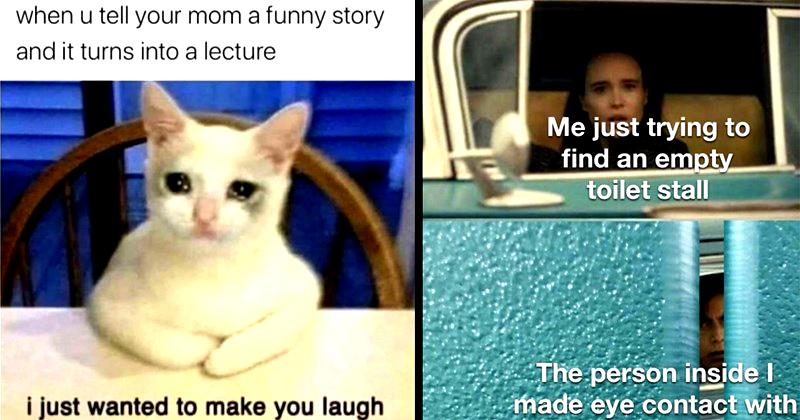 when u tell your mom a funny story
and it turns into a lecture
i just wanted to make you laugh
Me just trying to
find an empty
toilet stall
The person inside I
made eye contact with